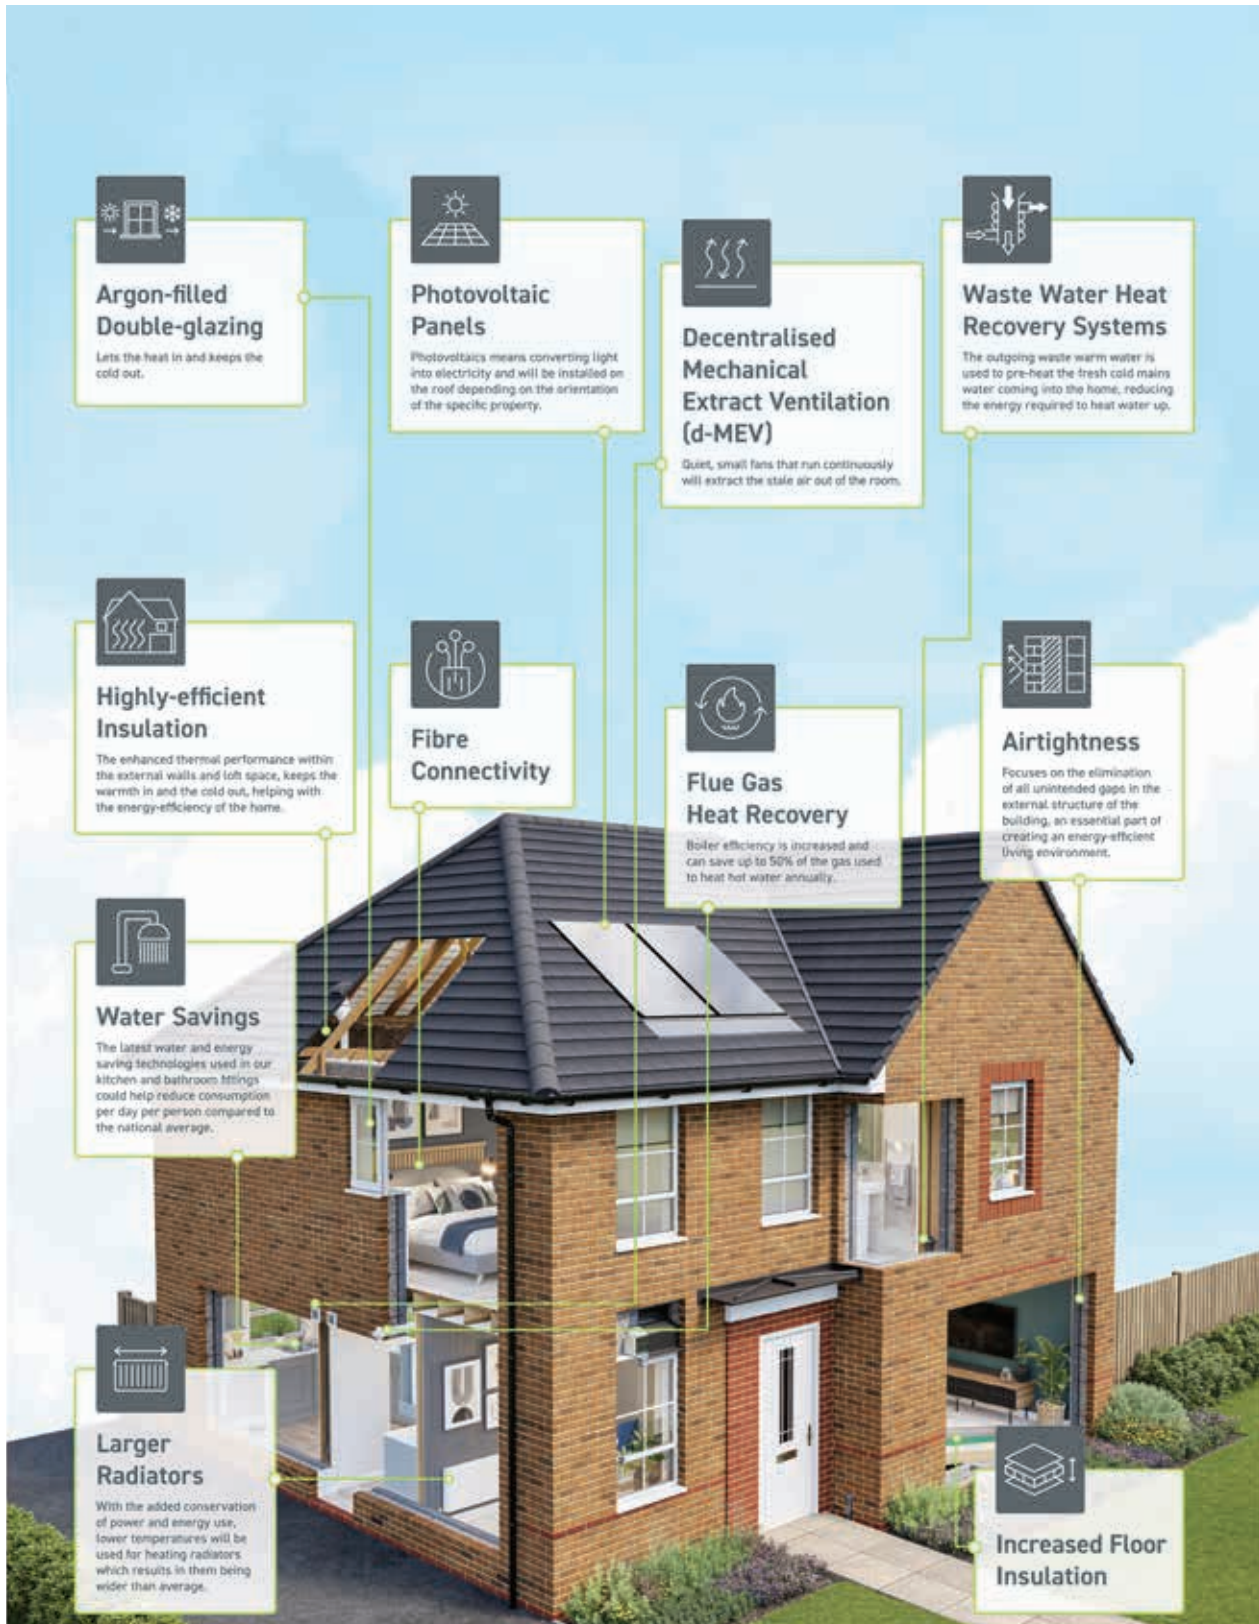 Argon-filled
Double-glazing
Lets the heat in and keeps the
cold out.
Photovoltaic
Panels
Photovoltaics means converting light
into electricity and will be installed on
the roof depending on the orientation
of the specific property.
Decentralised
Mechanical
Extract Ventilation
(d-MEV)
Quiet, small fans that run continuously
will extract the stale air out of the room.
Waste Water Heat
Recovery Systems
The outgoing waste warm water is
used to pre-heat the fresh cold mains
water coming into the home, reducing
the energy required to heat water up.
Highly-efficient
Insulation
The enhanced thermal performance within
the external walls and loft space, keeps the
warmth in and the cold out, helping with
the energy-efficiency of the home.
Fibre
Connectivity
Flue Gas
Heat Recovery
Boiler efficiency is increased and
can save up to 50% of the gas used
to heat hot water annually.
Airtightness
Focuses on the elimination
of all unintended gaps in the
external structure of the
building, an essential part of
creating an energy-efficient
living environment.
Water Savings
The latest water and energy
saving technologies used in our
kitchen and bathroom fittings
could help reduce consumption
per day per person compared to
the national average.
Larger
Radiators
With the added conservation
of power and energy use,
lower temperatures will be
used for heating radiators
which results in them being
wider than average.
Increased Floor
Insulation